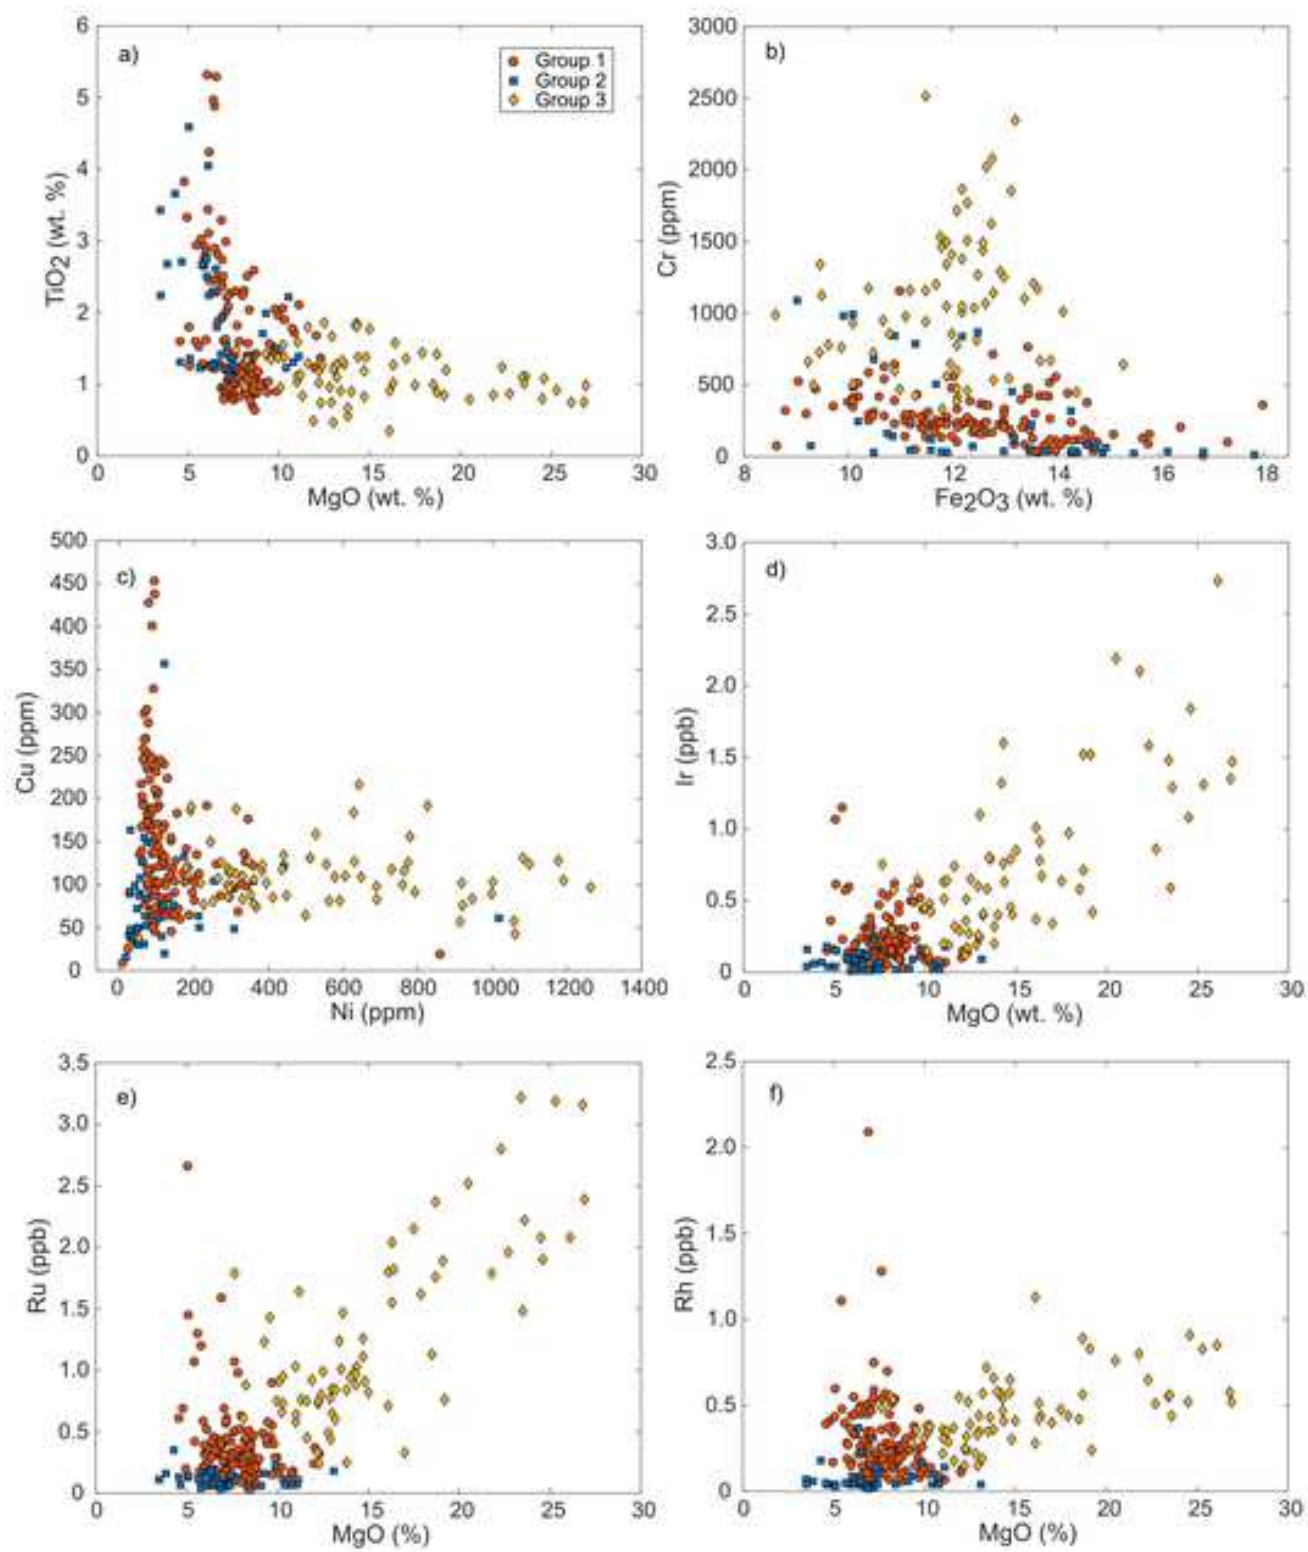 a)
Group 1
Group 2
Group 3
6
5
4
3
2
1
0
TiO2 (wt. %)
0 5 10 15 20 25 30
MgO (wt. %)
b)
3000
2500
2000
1500
1000
500
0
Cr (ppm)
8 10 12 14 16 18
Fe2O3 (wt. %)
c)
500
450
400
350
300
250
200
150
100
50
0
Cu (ppm)
0 200 400 600 800 1000 1200 1400
Ni (ppm)
d)
3.0
2.5
2.0
1.5
1.0
0.5
0
Ir (ppb)
0 5 10 15 20 25 30
MgO (wt. %)
e)
3.5
3.0
2.5
2.0
1.5
1.0
0.5
0
Ru (ppb)
0 5 10 15 20 25 30
MgO (%)
f)
2.5
2.0
1.5
1.0
0.5
0
Rh (ppb)
0 5 10 15 20 25 30
MgO (%)